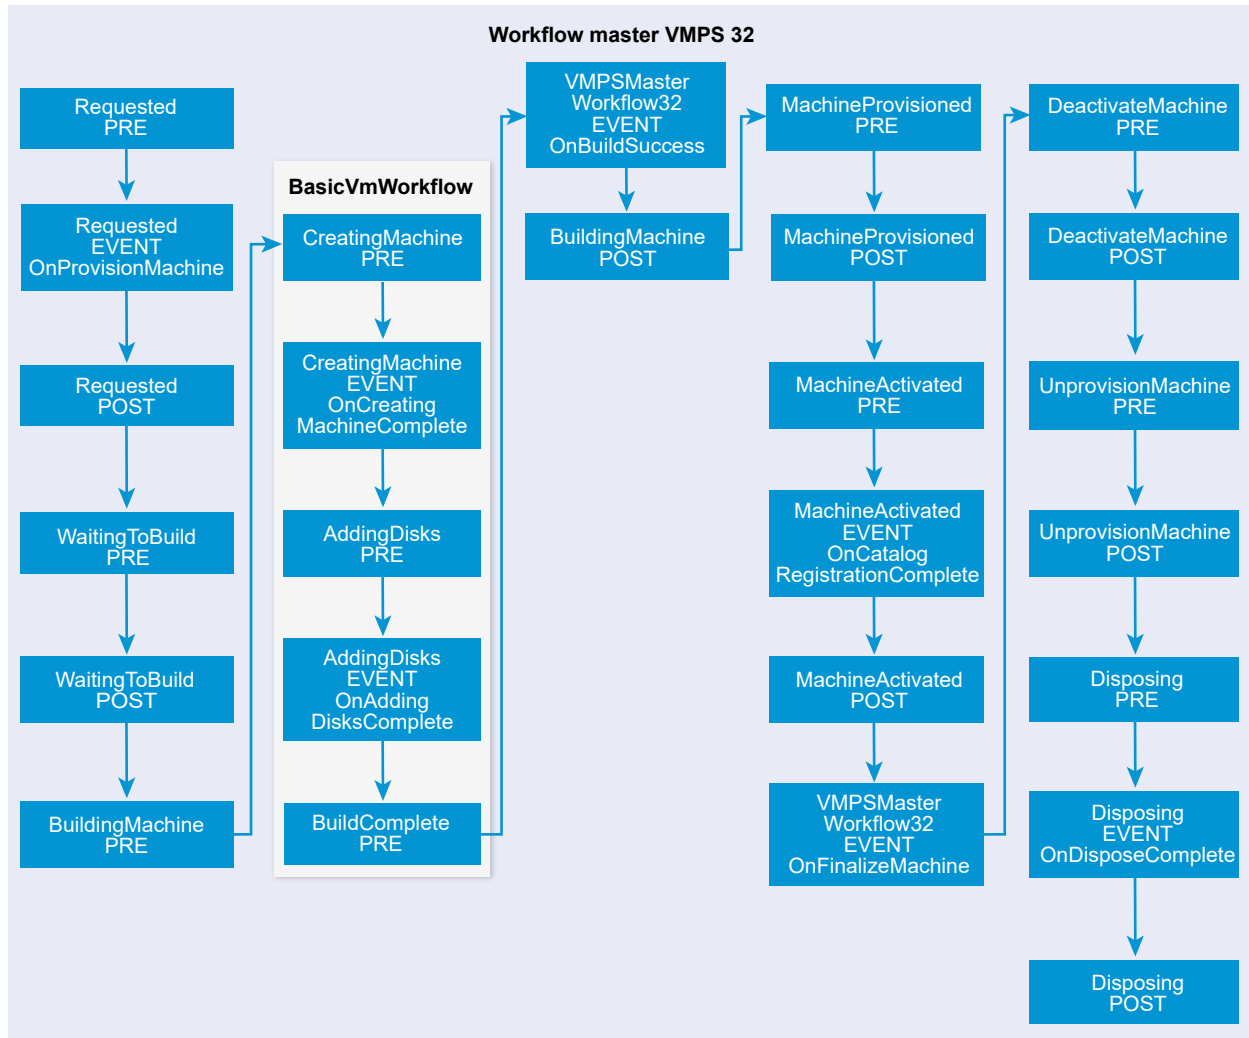 Workflow master VMPS 32
Requested
PRE
Requested
EVENT
OnProvisionMachine
Requested
POST
WaitingToBuild
PRE
WaitingToBuild
POST
BuildingMachine
PRE
BasicVmWorkflow
CreatingMachine
PRE
CreatingMachine
EVENT
OnCreating
MachineComplete
AddingDisks
PRE
AddingDisks
EVENT
OnAdding
DisksComplete
BuildComplete
PRE
VMPSMaster
Workflow32
EVENT
OnBuildSuccess
BuildingMachine
POST
MachineProvisioned
PRE
MachineProvisioned
POST
MachineActivated
PRE
MachineActivated
EVENT
OnCatalog
RegistrationComplete
MachineActivated
POST
VMPSMaster
Workflow32
EVENT
OnFinalizeMachine
DeactivateMachine
PRE
DeactivateMachine
POST
UnprovisionMachine
PRE
UnprovisionMachine
POST
Disposing
PRE
Disposing
EVENT
OnDisposeComplete
Disposing
POST